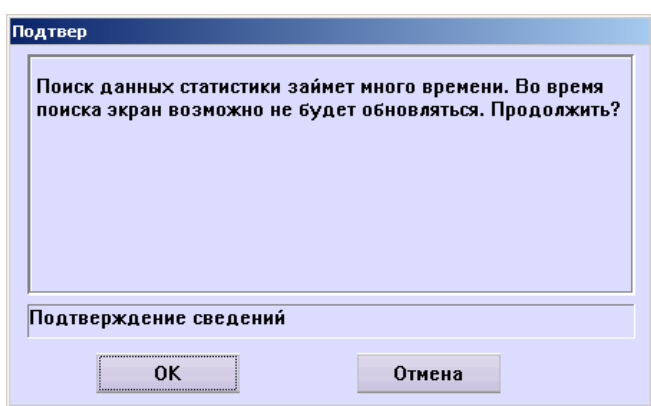 Подтвер
Поиск данных статистики займет много времени. Во время
поиска экран возможно не будет обновляться. Продолжить?
Подтверждение сведений
OK
Отмена